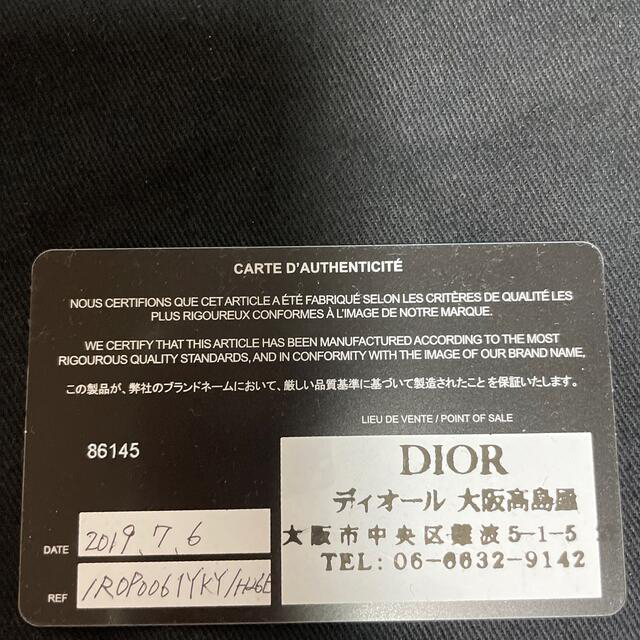 CARTE D'AUTHENTICITÉ
NOUS CERTIFIONS QUE CET ARTICLE A ÉTÉ FABRIQUÉ SELON LES CRITÈRES DE QUALITÉ LES
PLUS RIGOUREUX CONFORMES À L'IMAGE DE NOTRE MARQUE.
WE CERTIFY THAT THIS ARTICLE HAS BEEN MANUFACTURED ACCORDING TO THE MOST
RIGOUROUS QUALITY STANDARDS, AND IN CONFORMITY WITH THE IMAGE OF OUR BRAND NAME.
この製品が、弊社のブランドネームにおいて、厳しい品質基準に基づいて製造されたことを保証いたします。
LIEU DE VENTE / POINT OF SALE
86145
DIOR
ディオール 大阪高島屋
大阪市中央区難波5-1-5
TEL: 06-6632-9142
DATE 2019.7.6
REF